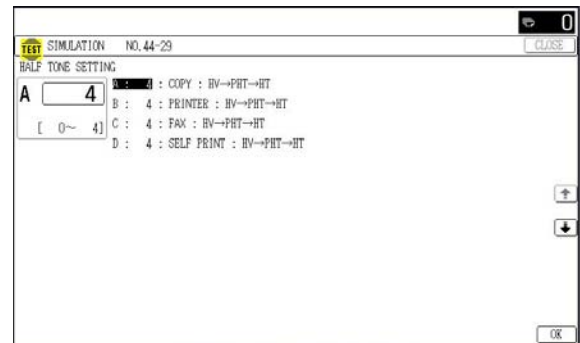 0
TEST SIMULATION NO.44-29 CLOSE
HALF TONE SETTING
A 4
[ 0~ 4]
A : 4 : COPY : HV→PHT→HT
B : 4 : PRINTER : HV→PHT→HT
C : 4 : FAX : HV→PHT→HT
D : 4 : SELF PRINT : HV→PHT→HT
OK